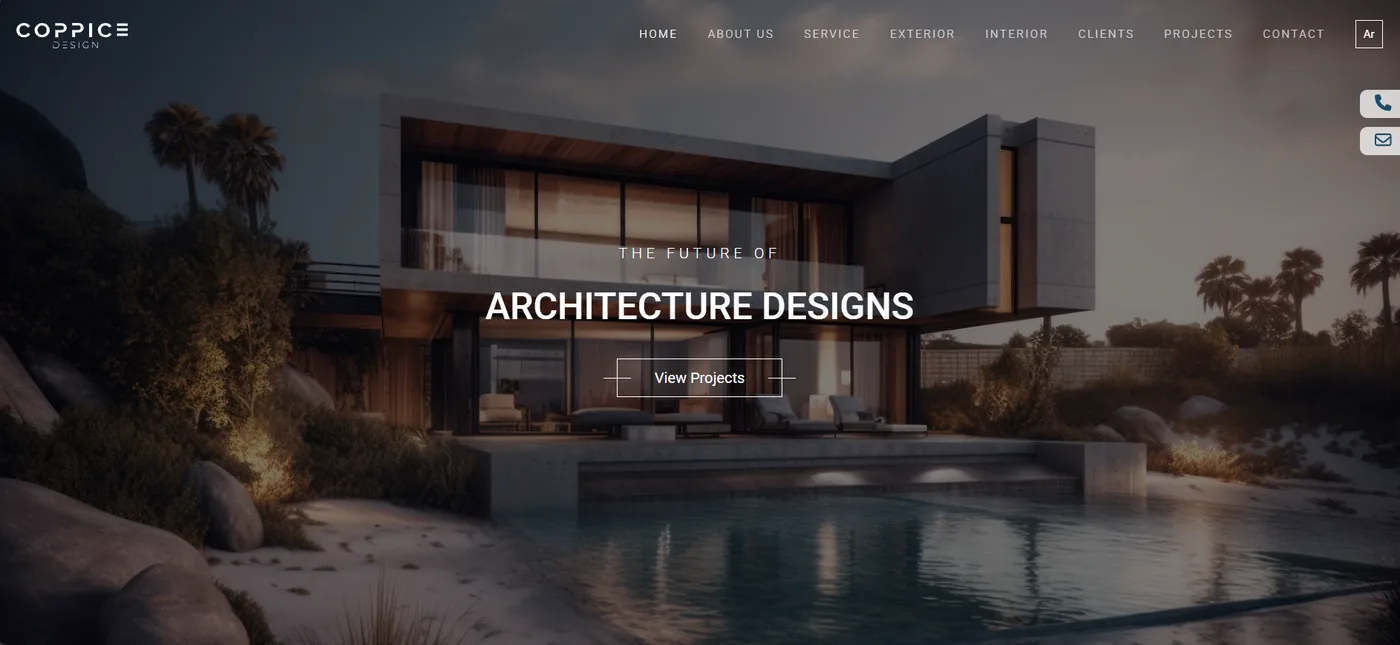 COPPICE
DESIGN
HOME ABOUT US SERVICE EXTERIOR INTERIOR CLIENTS PROJECTS CONTACT Ar
THE FUTURE OF
ARCHITECTURE DESIGNS
View Projects